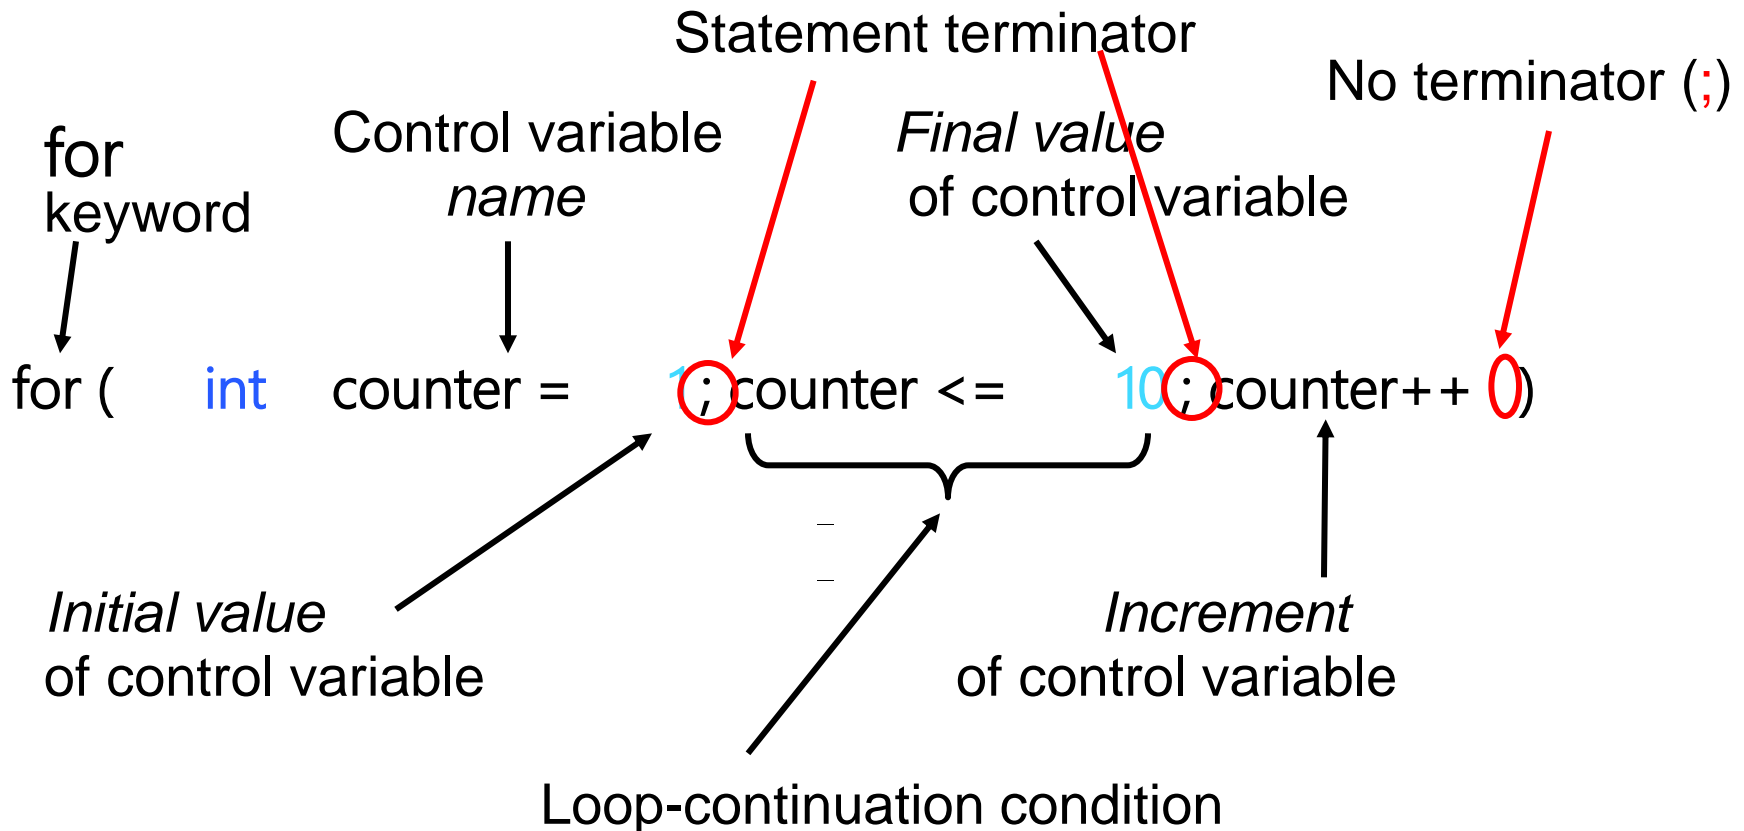 Statement terminator
No terminator (;)
for
keyword
Control variable
name
Final value
of control variable
for ( int counter = 1 ; counter <= 10 ; counter++ )
Initial value
of control variable
Increment
of control variable
Loop-continuation condition